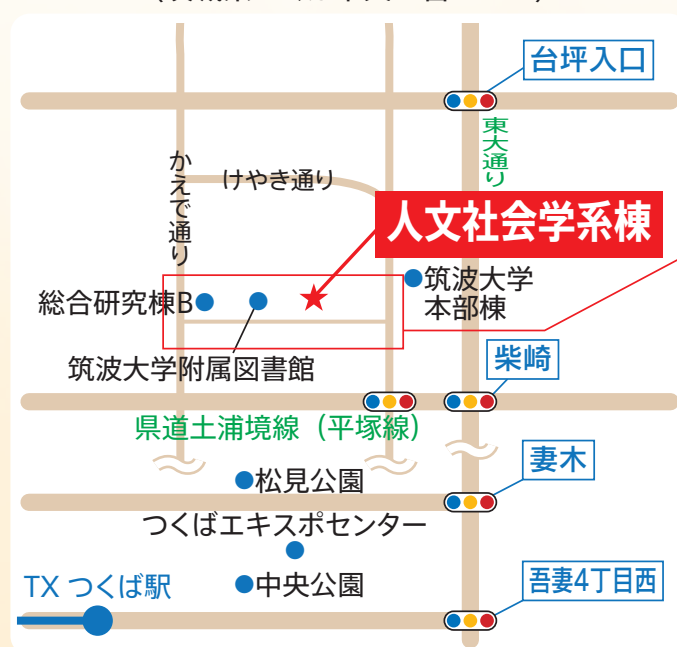 台坪入口
東大通り
かえで通り
けやき通り
人文社会学系棟
筑波大学
本部棟
総合研究棟B
筑波大学附属図書館
柴崎
県道土浦境線（平塚線）
松見公園
妻木
つくばエキスポセンター
TX つくば駅
中央公園
吾妻4丁目西